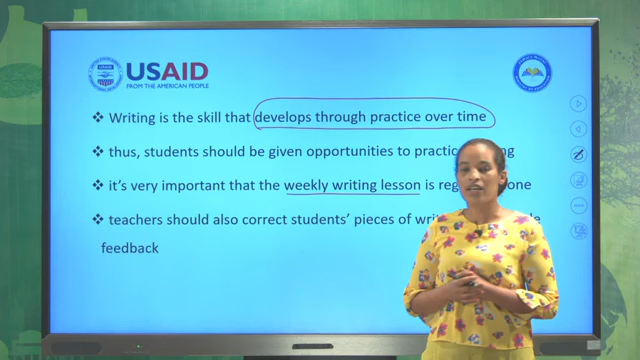 USAID
FROM THE AMERICAN PEOPLE
❖ Writing is the skill that develops through practice over time
❖ thus, students should be given opportunities to practice
❖ it's very important that the weekly writing lesson is
❖ teachers should also correct students' pieces of
feedback